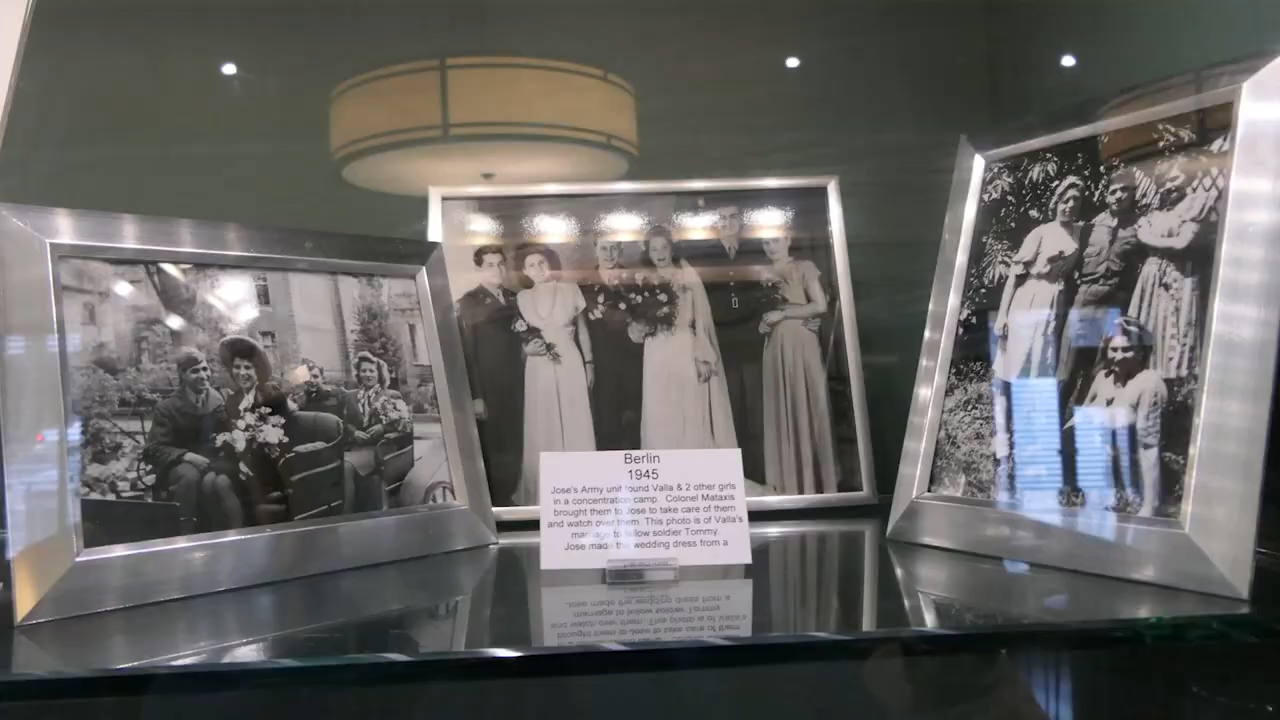 Berlin
1945
Jose's Army unit found Valla & 2 other girls
in a concentration camp. Colonel Mataxis
brought them to Jose to take care of them
and watch over them. This photo is of Valla's
marriage to fellow soldier Tommy.
Jose made the wedding dress from a